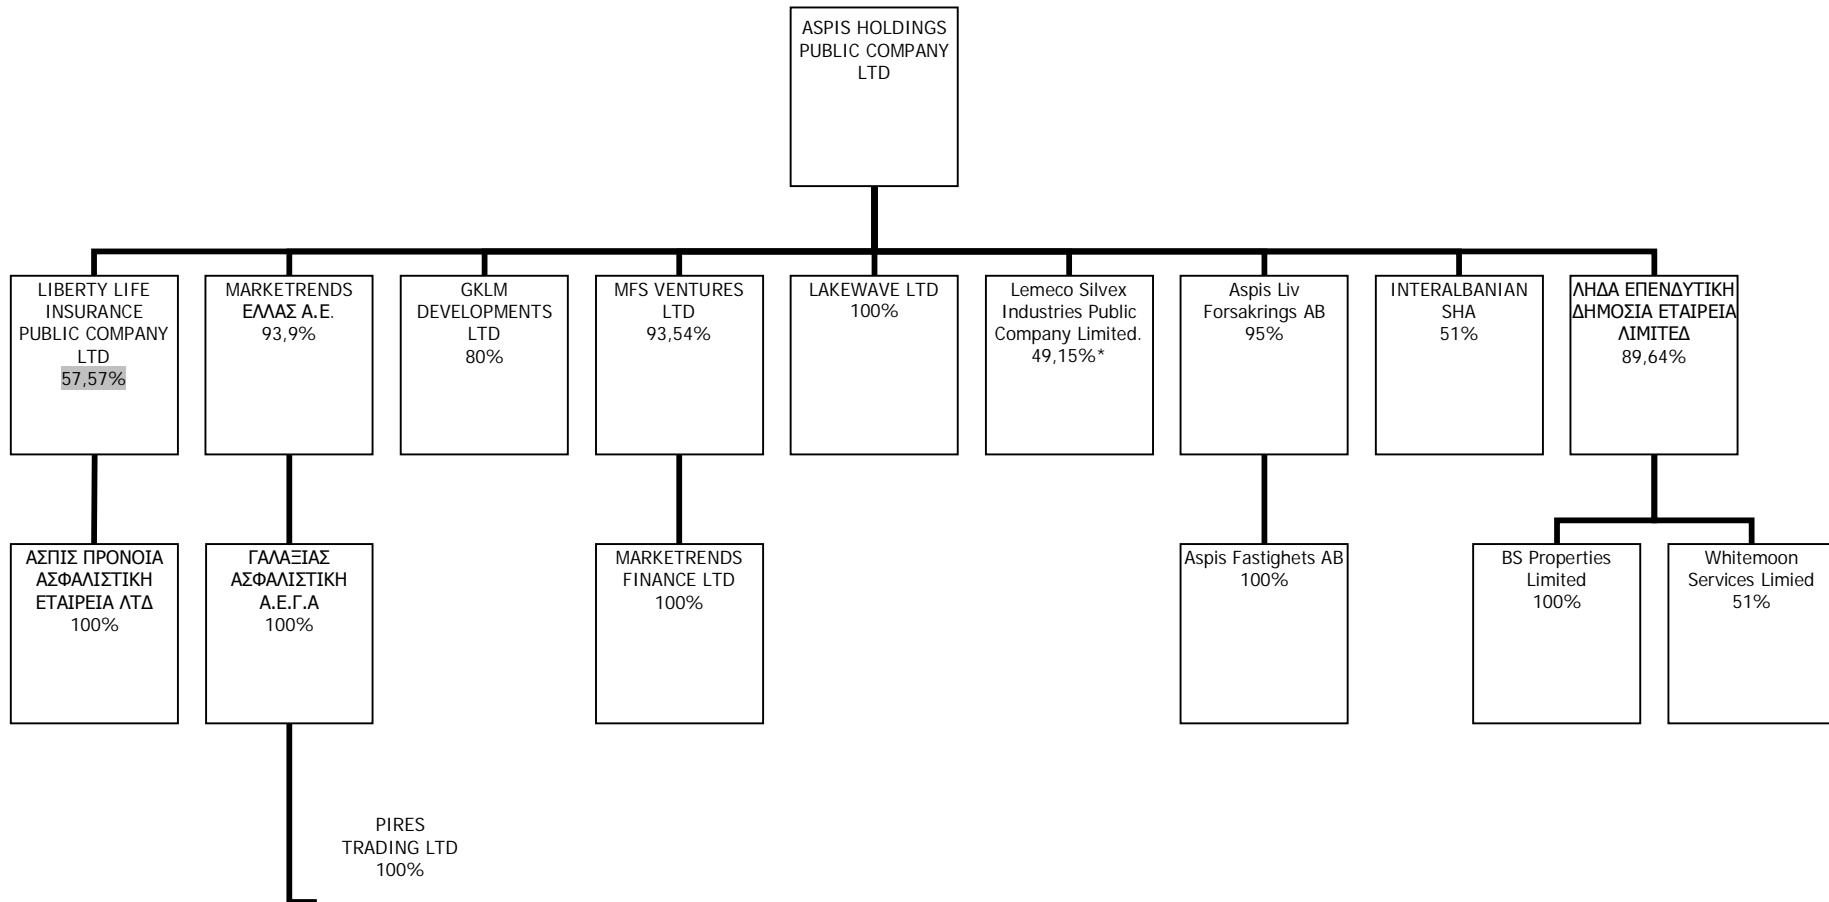 ASPIS HOLDINGS
PUBLIC COMPANY
LTD
LIBERTY LIFE
INSURANCE
PUBLIC COMPANY
LTD
57,57%
MARKETRENDS
ΕΛΛΑΣ Α.Ε.
93,9%
GKLM
DEVELOPMENTS
LTD
80%
MFS VENTURES
LTD
93,54%
LAKEWAVE LTD
100%
Lemeco Silvex
Industries Public
Company Limited.
49,15%*
Aspis Liv
Forsakrings AB
95%
INTERALBANIAN
SHA
51%
ΛΗΔΑ ΕΠΕΝΔΥΤΙΚΗ
ΔΗΜΟΣΙΑ ΕΤΑΙΡΕΙΑ
ΛΙΜΙΤΕΔ
89,64%
ΑΣΠΙΣ ΠΡΟΝΟΙΑ
ΑΣΦΑΛΙΣΤΙΚΗ
ΕΤΑΙΡΕΙΑ ΛΤΔ
100%
ΓΑΛΑΞΙΑΣ
ΑΣΦΑΛΙΣΤΙΚΗ
Α.Ε.Γ.Α
100%
MARKETRENDS
FINANCE LTD
100%
Aspis Fastighets AB
100%
BS Properties
Limited
100%
Whitemoon
Services Limied
51%
PIRES
TRADING LTD
100%